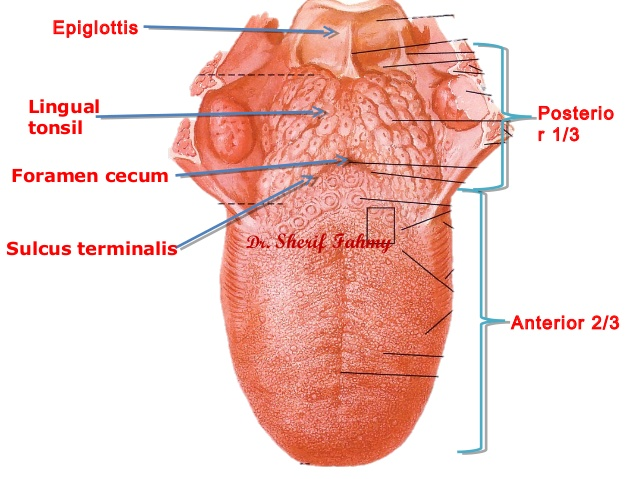 Epiglottis
Lingual
tonsil
Posterio
r 1/3
Foramen cecum
Sulcus terminalis
Dr. Sherif Fahmy
Anterior 2/3